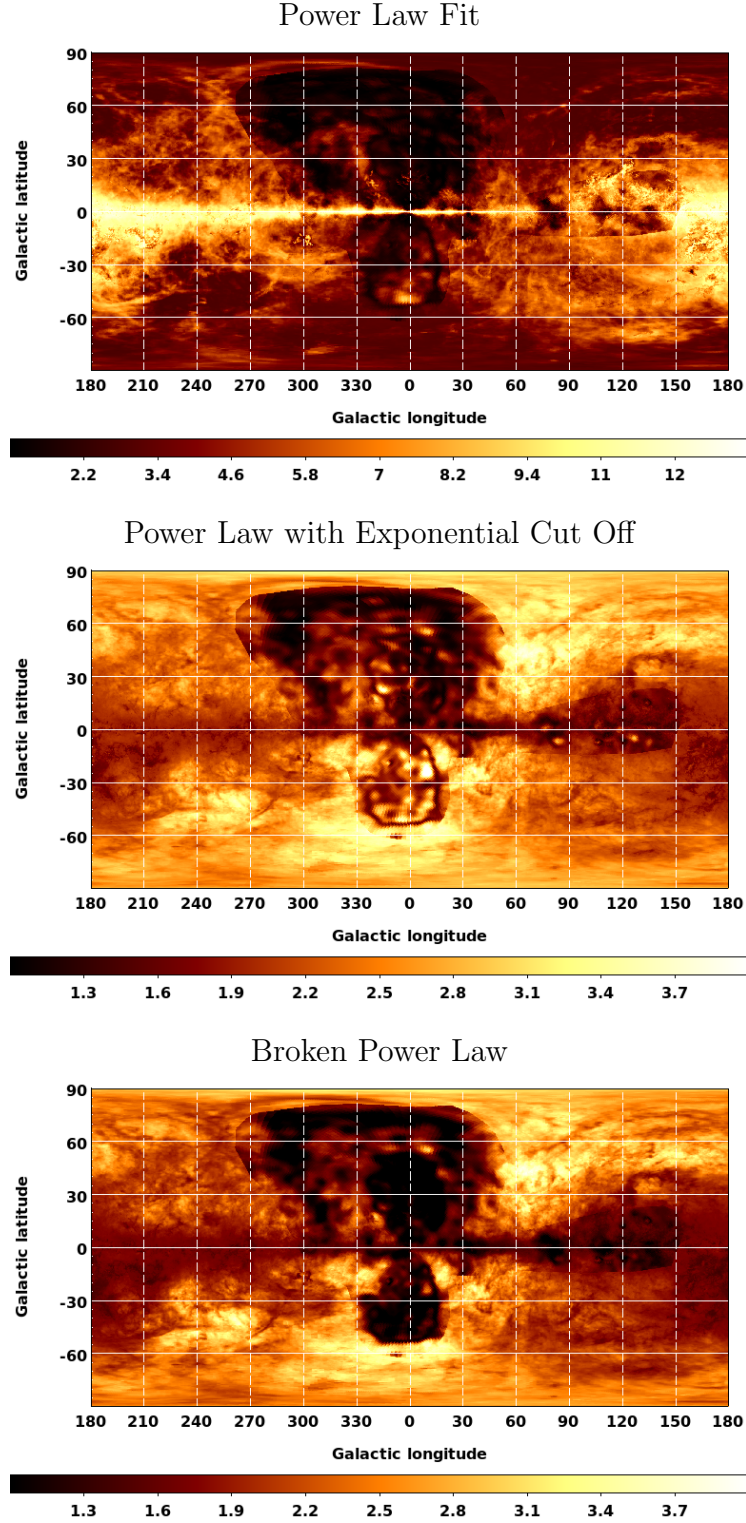 Power Law Fit
90
60
30
0
-30
-60
Galactic latitude
180 210 240 270 300 330 0 30 60 90 120 150 180
Galactic longitude
2.2 3.4 4.6 5.8 7 8.2 9.4 11 12
Power Law with Exponential Cut Off
90
60
30
0
-30
-60
Galactic latitude
180 210 240 270 300 330 0 30 60 90 120 150 180
Galactic longitude
1.3 1.6 1.9 2.2 2.5 2.8 3.1 3.4 3.7
Broken Power Law
90
60
30
0
-30
-60
Galactic latitude
180 210 240 270 300 330 0 30 60 90 120 150 180
Galactic longitude
1.3 1.6 1.9 2.2 2.5 2.8 3.1 3.4 3.7